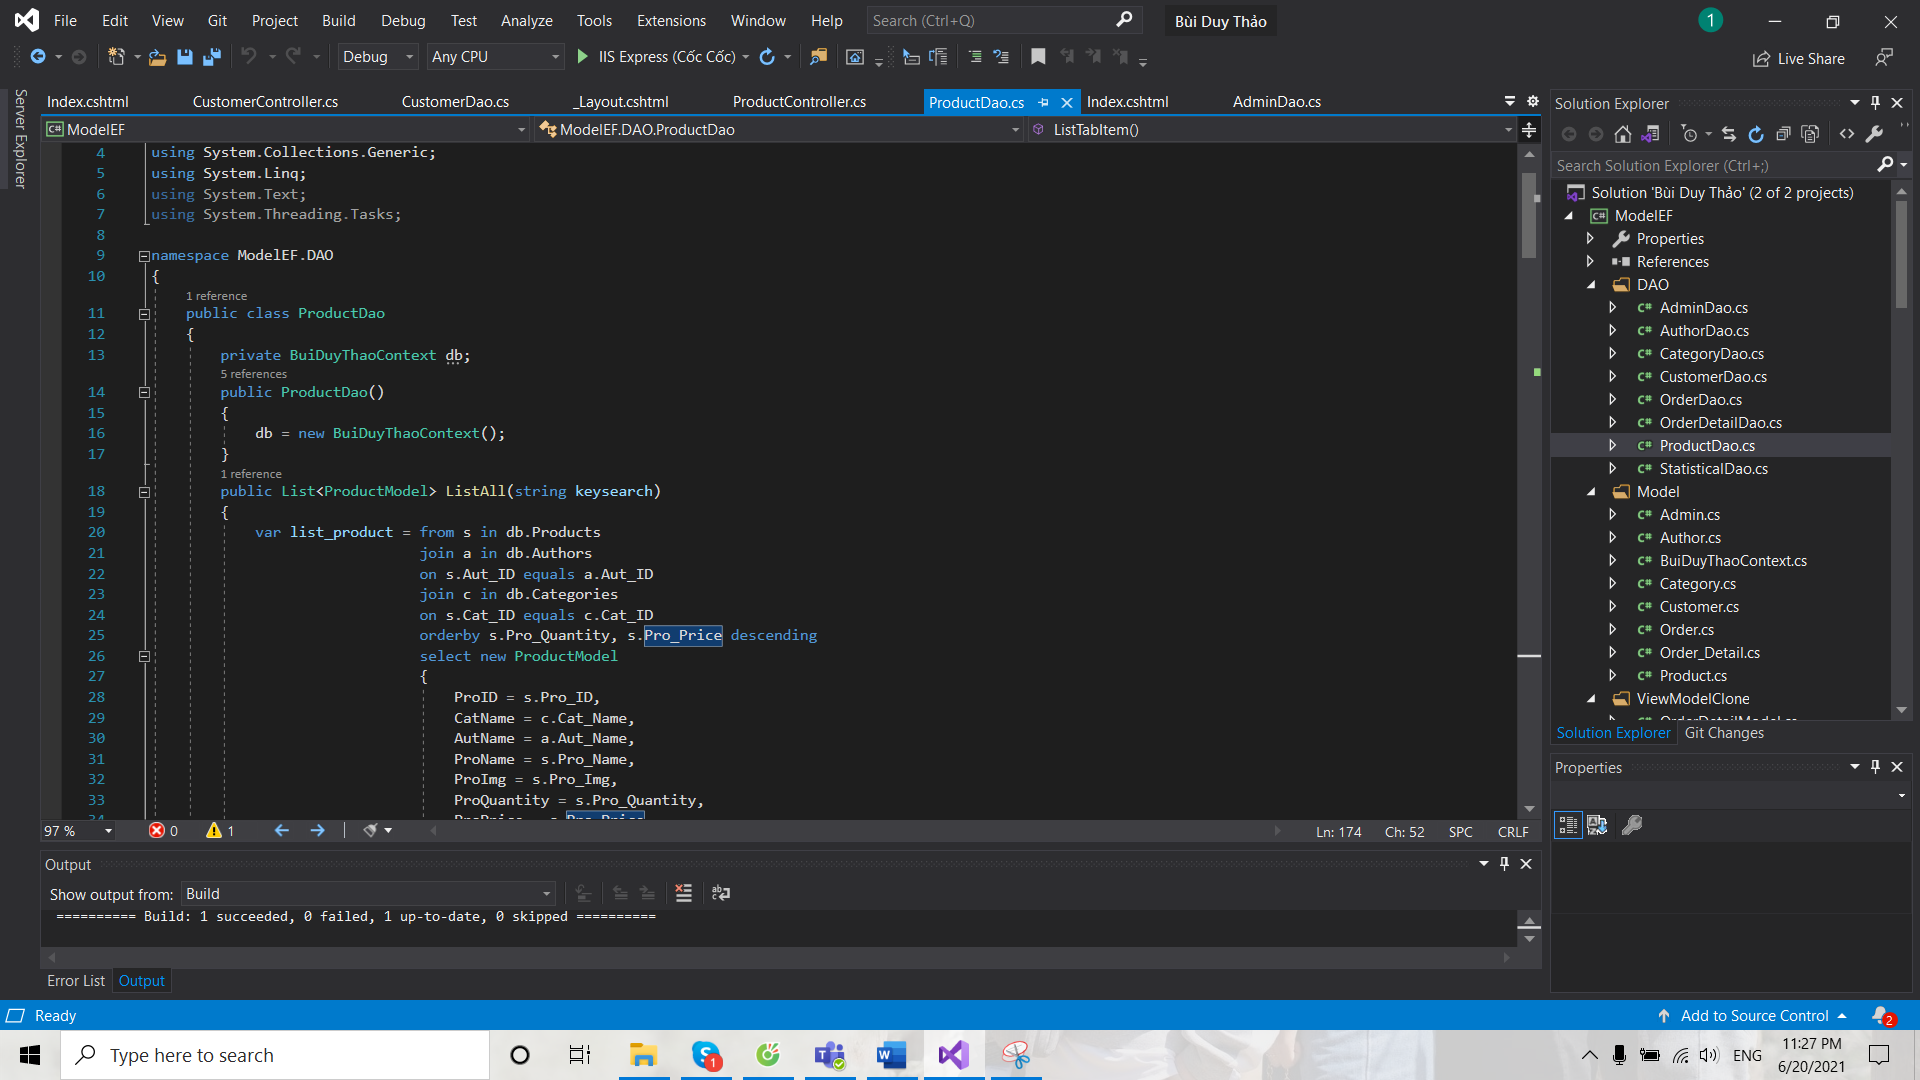 File Edit View Git Project Build Debug Test Analyze Tools Extensions Window Help Search (Ctrl+Q) Bùi Duy Thảo 1
Debug Any CPU IIS Express (Cốc Cốc) Live Share
Server Explorer
Index.cshtml CustomerController.cs CustomerDao.cs _Layout.cshtml ProductController.cs ProductDao.cs Index.cshtml AdminDao.cs
ModelEF ModelEF.DAO.ProductDao ListTabItem()
4 using System.Collections.Generic;
5 using System.Linq;
6 using System.Text;
7 using System.Threading.Tasks;
8
9 namespace ModelEF.DAO
10 {
1 reference
11 public class ProductDao
12 {
13 private BuiDuyThaoContext db;
5 references
14 public ProductDao()
15 {
16 db = new BuiDuyThaoContext();
17 }
1 reference
18 public List<ProductModel> ListAll(string keysearch)
19 {
20 var list_product = from s in db.Products
21 join a in db.Authors
22 on s.Aut_ID equals a.Aut_ID
23 join c in db.Categories
24 on s.Cat_ID equals c.Cat_ID
25 orderby s.Pro_Quantity, s.Pro_Price descending
26 select new ProductModel
27 {
28 ProID = s.Pro_ID,
29 CatName = c.Cat_Name,
30 AutName = a.Aut_Name,
31 ProName = s.Pro_Name,
32 ProImg = s.Pro_Img,
33 ProQuantity = s.Pro_Quantity,
97 % 0 1 Ln: 174 Ch: 52 SPC CRLF
Output
Show output from: Build
========== Build: 1 succeeded, 0 failed, 1 up-to-date, 0 skipped ==========
Error List Output
Solution Explorer
Search Solution Explorer (Ctrl+;)
Solution 'Bùi Duy Thảo' (2 of 2 projects)
ModelEF
Properties
References
DAO
C# AdminDao.cs
C# AuthorDao.cs
C# CategoryDao.cs
C# CustomerDao.cs
C# OrderDao.cs
C# OrderDetailDao.cs
C# ProductDao.cs
C# StatisticalDao.cs
Model
C# Admin.cs
C# Author.cs
C# BuiDuyThaoContext.cs
C# Category.cs
C# Customer.cs
C# Order.cs
C# Order_Detail.cs
C# Product.cs
ViewModelClone
Solution Explorer Git Changes
Properties
Ready Add to Source Control 2
Type here to search 1 ENG 11:27 PM
6/20/2021